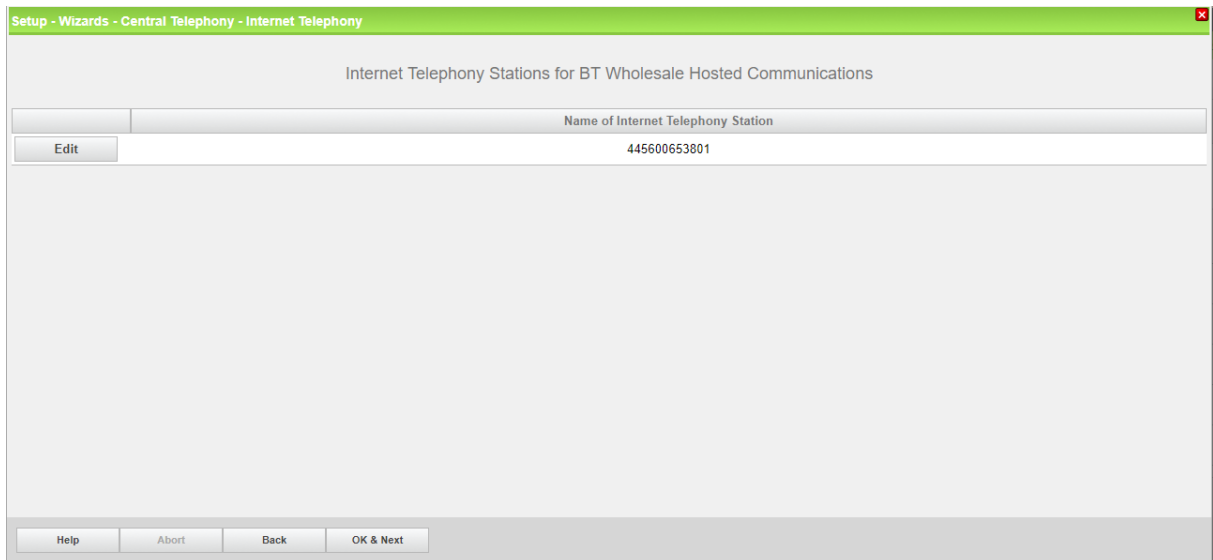 Setup - Wizards - Central Telephony - Internet Telephony
Internet Telephony Stations for BT Wholesale Hosted Communications
Name of Internet Telephony Station
Edit 445600653801
Help Abort Back OK & Next